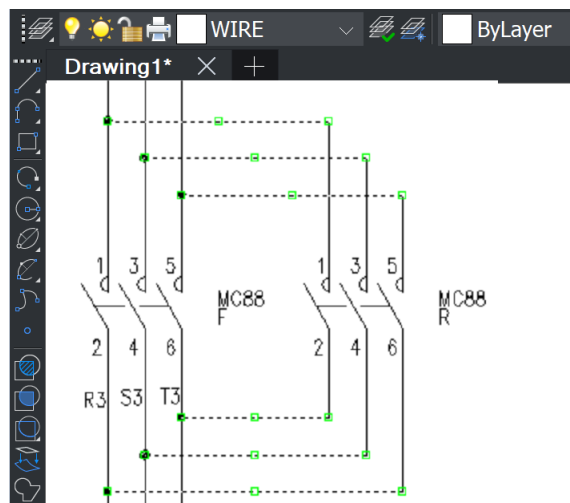 WIRE ByLayer
Drawing1*
1 3 5 1 3 5
MC88 MC88
F R
2 4 6 2 4 6
R3 S3 T3